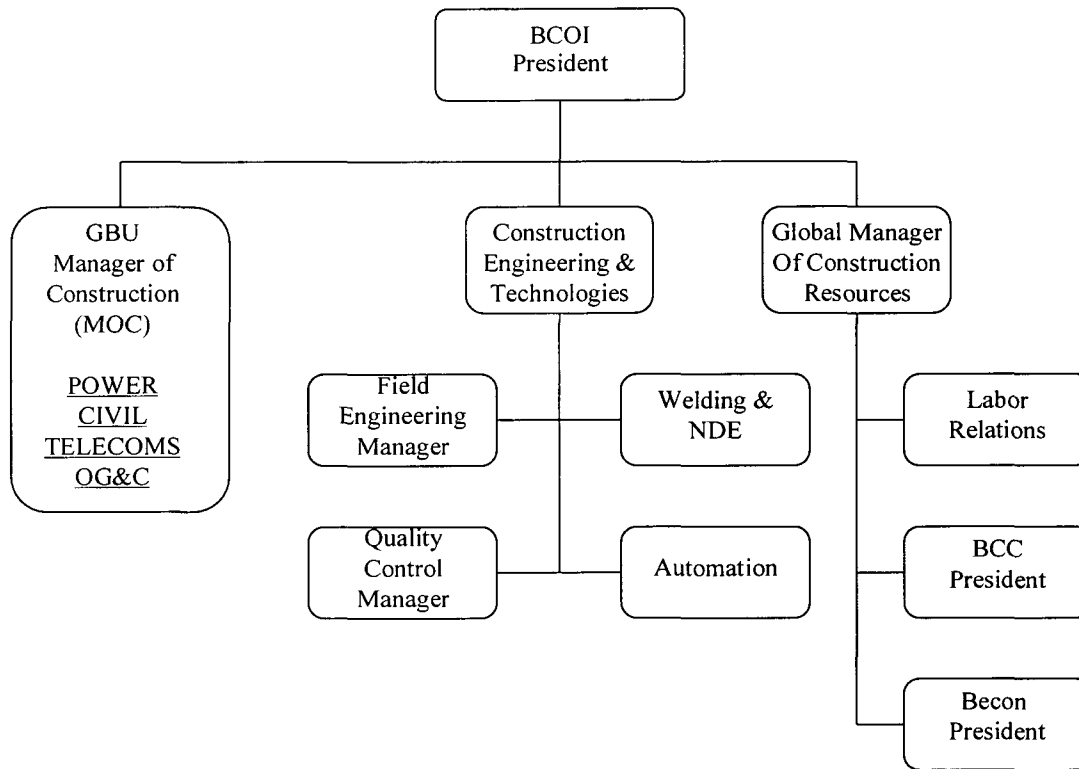 BCOI
President
GBU
Manager of
Construction
(MOC)
POWER
CIVIL
TELECOMS
OG&C
Construction
Engineering &
Technologies
Global Manager
Of Construction
Resources
Field
Engineering
Manager
Welding &
NDE
Labor
Relations
Quality
Control
Manager
Automation
BCC
President
Becon
President